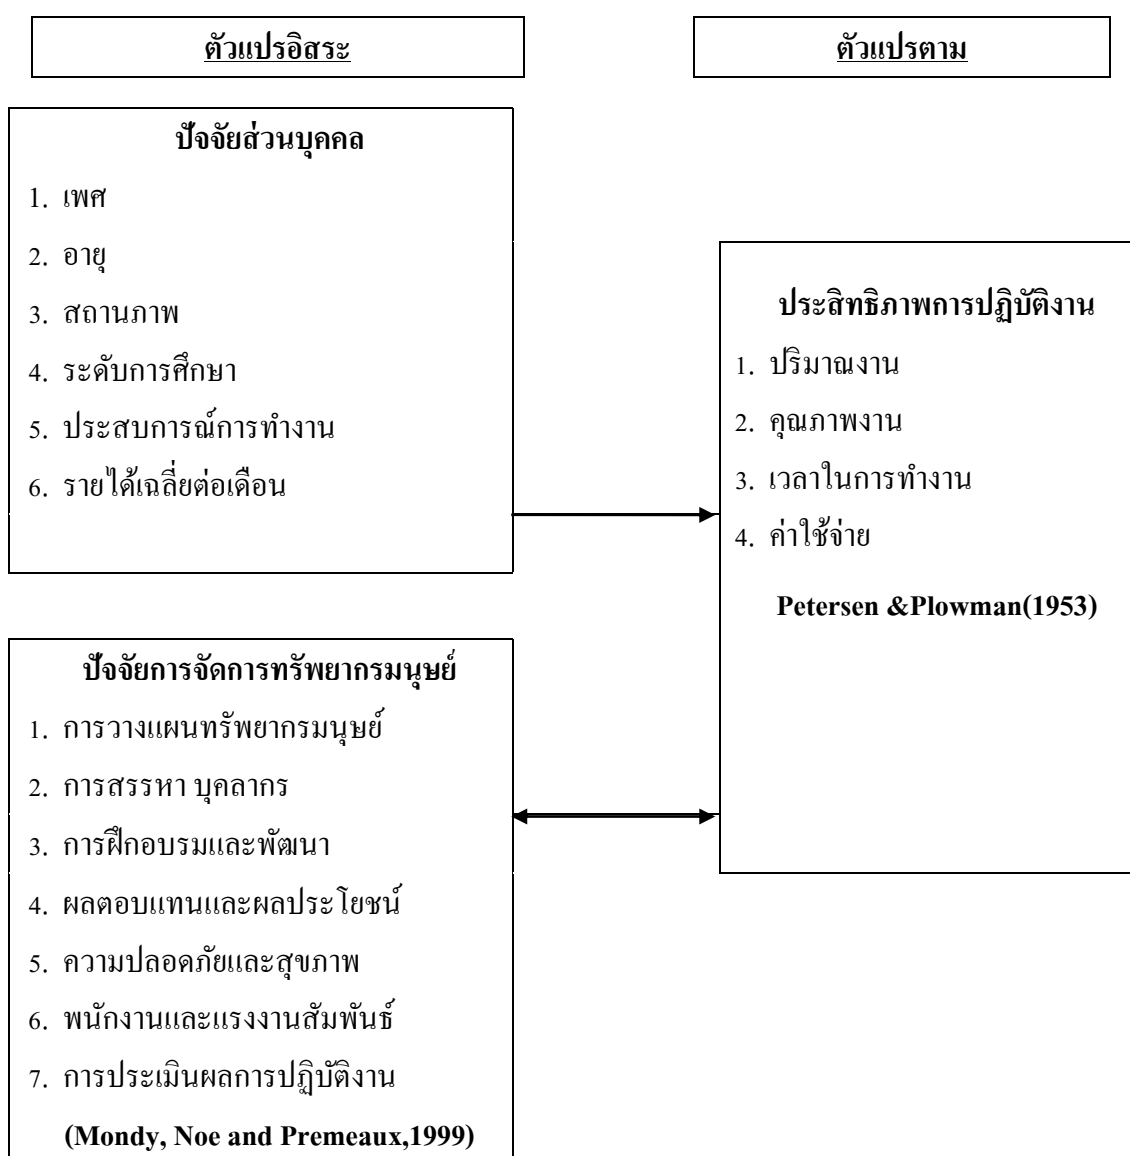 ตัวแปรอิสระ
ตัวแปรตาม
ปัจจัยส่วนบุคคล
1. เพศ
2. อายุ
3. สถานภาพ
4. ระดับการศึกษา
5. ประสบการณ์การทำงาน
6. รายได้เฉลี่ยต่อเดือน
ประสิทธิภาพการปฏิบัติงาน
1. ปริมาณงาน
2. คุณภาพงาน
3. เวลาในการทำงาน
4. ค่าใช้จ่าย
Petersen &Plowman(1953)
ปัจจัยการจัดการทรัพยากรมนุษย์
1. การวางแผนทรัพยากรมนุษย์
2. การสรรหา บุคลากร
3. การฝึกอบรมและพัฒนา
4. ผลตอบแทนและผลประโยชน์
5. ความปลอดภัยและสุขภาพ
6. พนักงานและแรงงานสัมพันธ์
7. การประเมินผลการปฏิบัติงาน
(Mondy, Noe and Premeaux,1999)